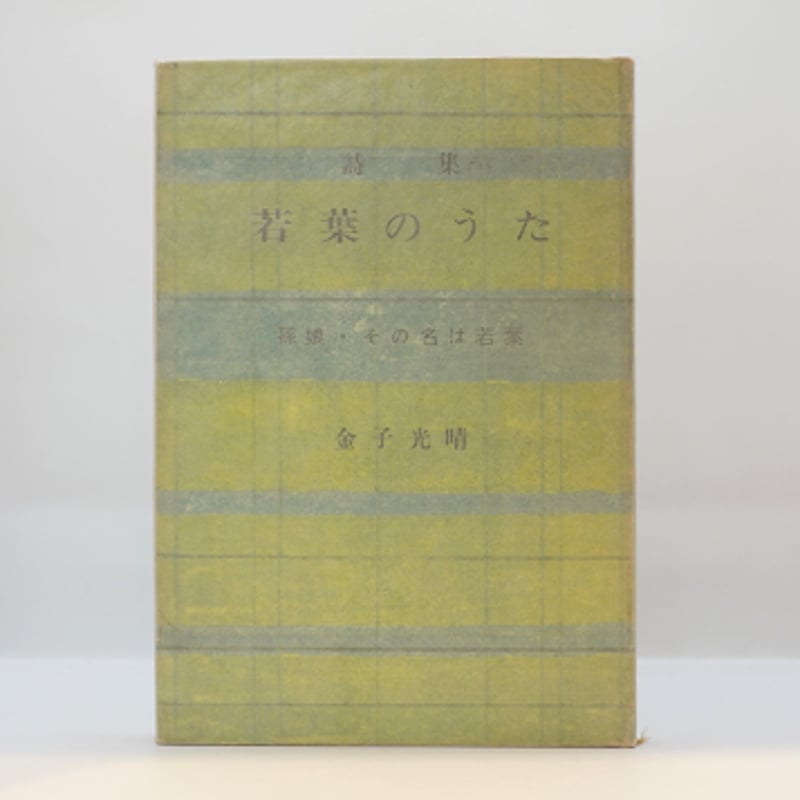 詩集
若葉のうた
孫娘・その名は若葉
金子光晴